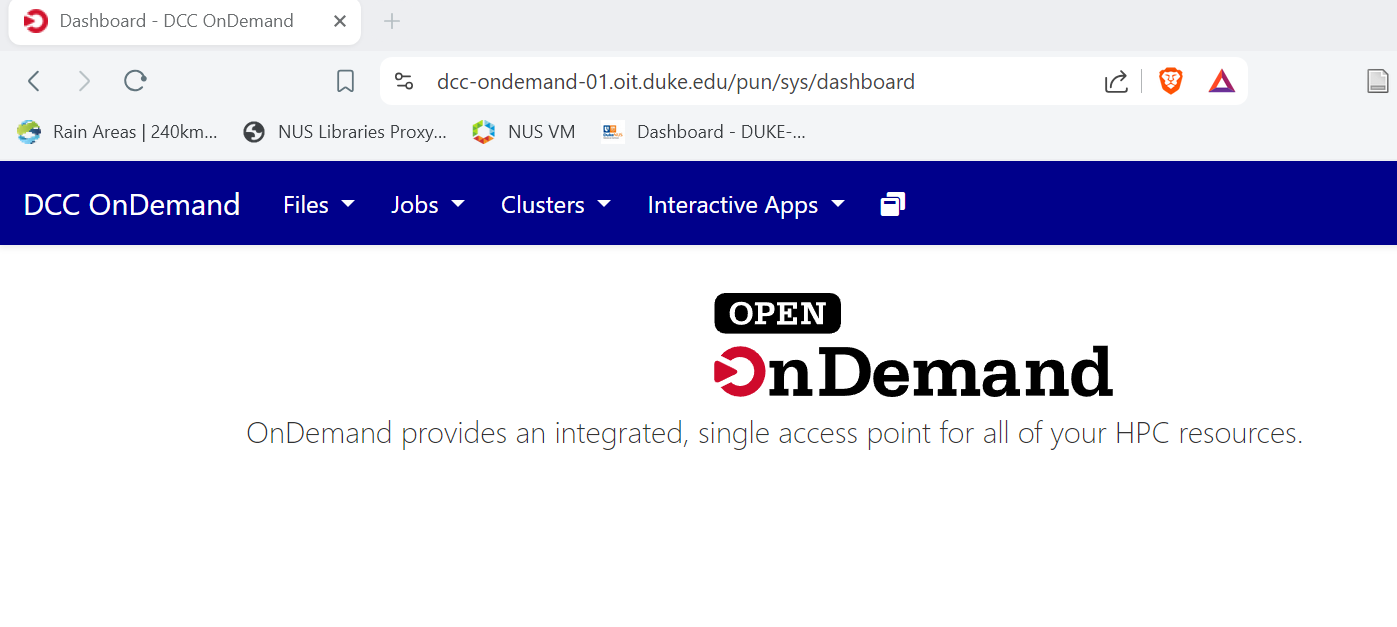 Dashboard - DCC OnDemand
dcc-ondemand-01.oit.duke.edu/pun/sys/dashboard
Rain Areas | 240km... NUS Libraries Proxy... NUS VM Dashboard - DUKE-...
DCC OnDemand Files Jobs Clusters Interactive Apps
OPEN
OnDemand
OnDemand provides an integrated, single access point for all of your HPC resources.